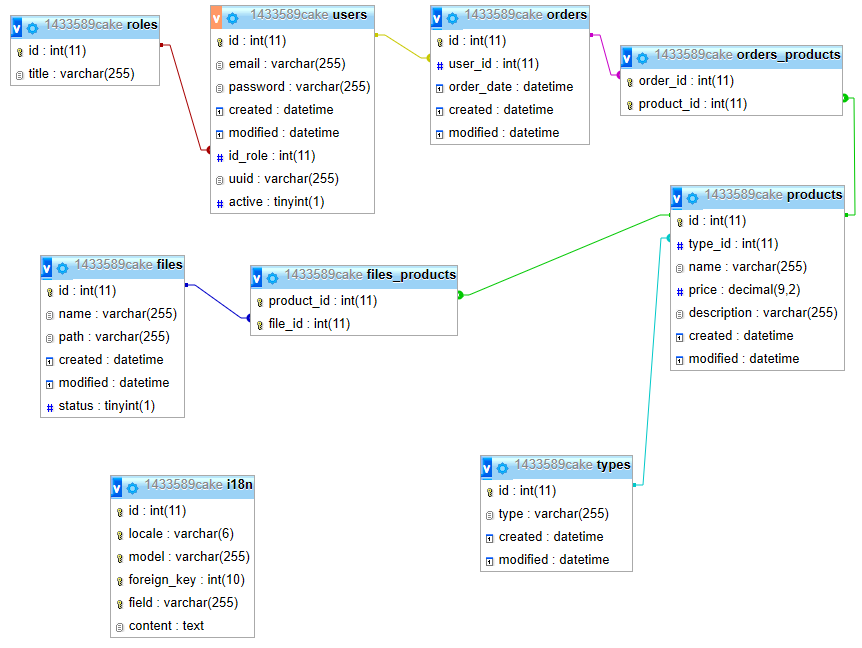 v 1433589cake roles
id : int(11)
title : varchar(255)
v 1433589cake users
id : int(11)
email : varchar(255)
password : varchar(255)
created : datetime
modified : datetime
# id_role : int(11)
uuid : varchar(255)
# active : tinyint(1)
v 1433589cake orders
id : int(11)
# user_id : int(11)
order_date : datetime
created : datetime
modified : datetime
v 1433589cake orders_products
order_id : int(11)
product_id : int(11)
v 1433589cake products
id : int(11)
# type_id : int(11)
name : varchar(255)
# price : decimal(9,2)
description : varchar(255)
created : datetime
modified : datetime
v 1433589cake files
id : int(11)
name : varchar(255)
path : varchar(255)
created : datetime
modified : datetime
# status : tinyint(1)
v 1433589cake files_products
product_id : int(11)
file_id : int(11)
v 1433589cake types
id : int(11)
type : varchar(255)
created : datetime
modified : datetime
v 1433589cake i18n
id : int(11)
locale : varchar(6)
model : varchar(255)
foreign_key : int(10)
field : varchar(255)
content : text